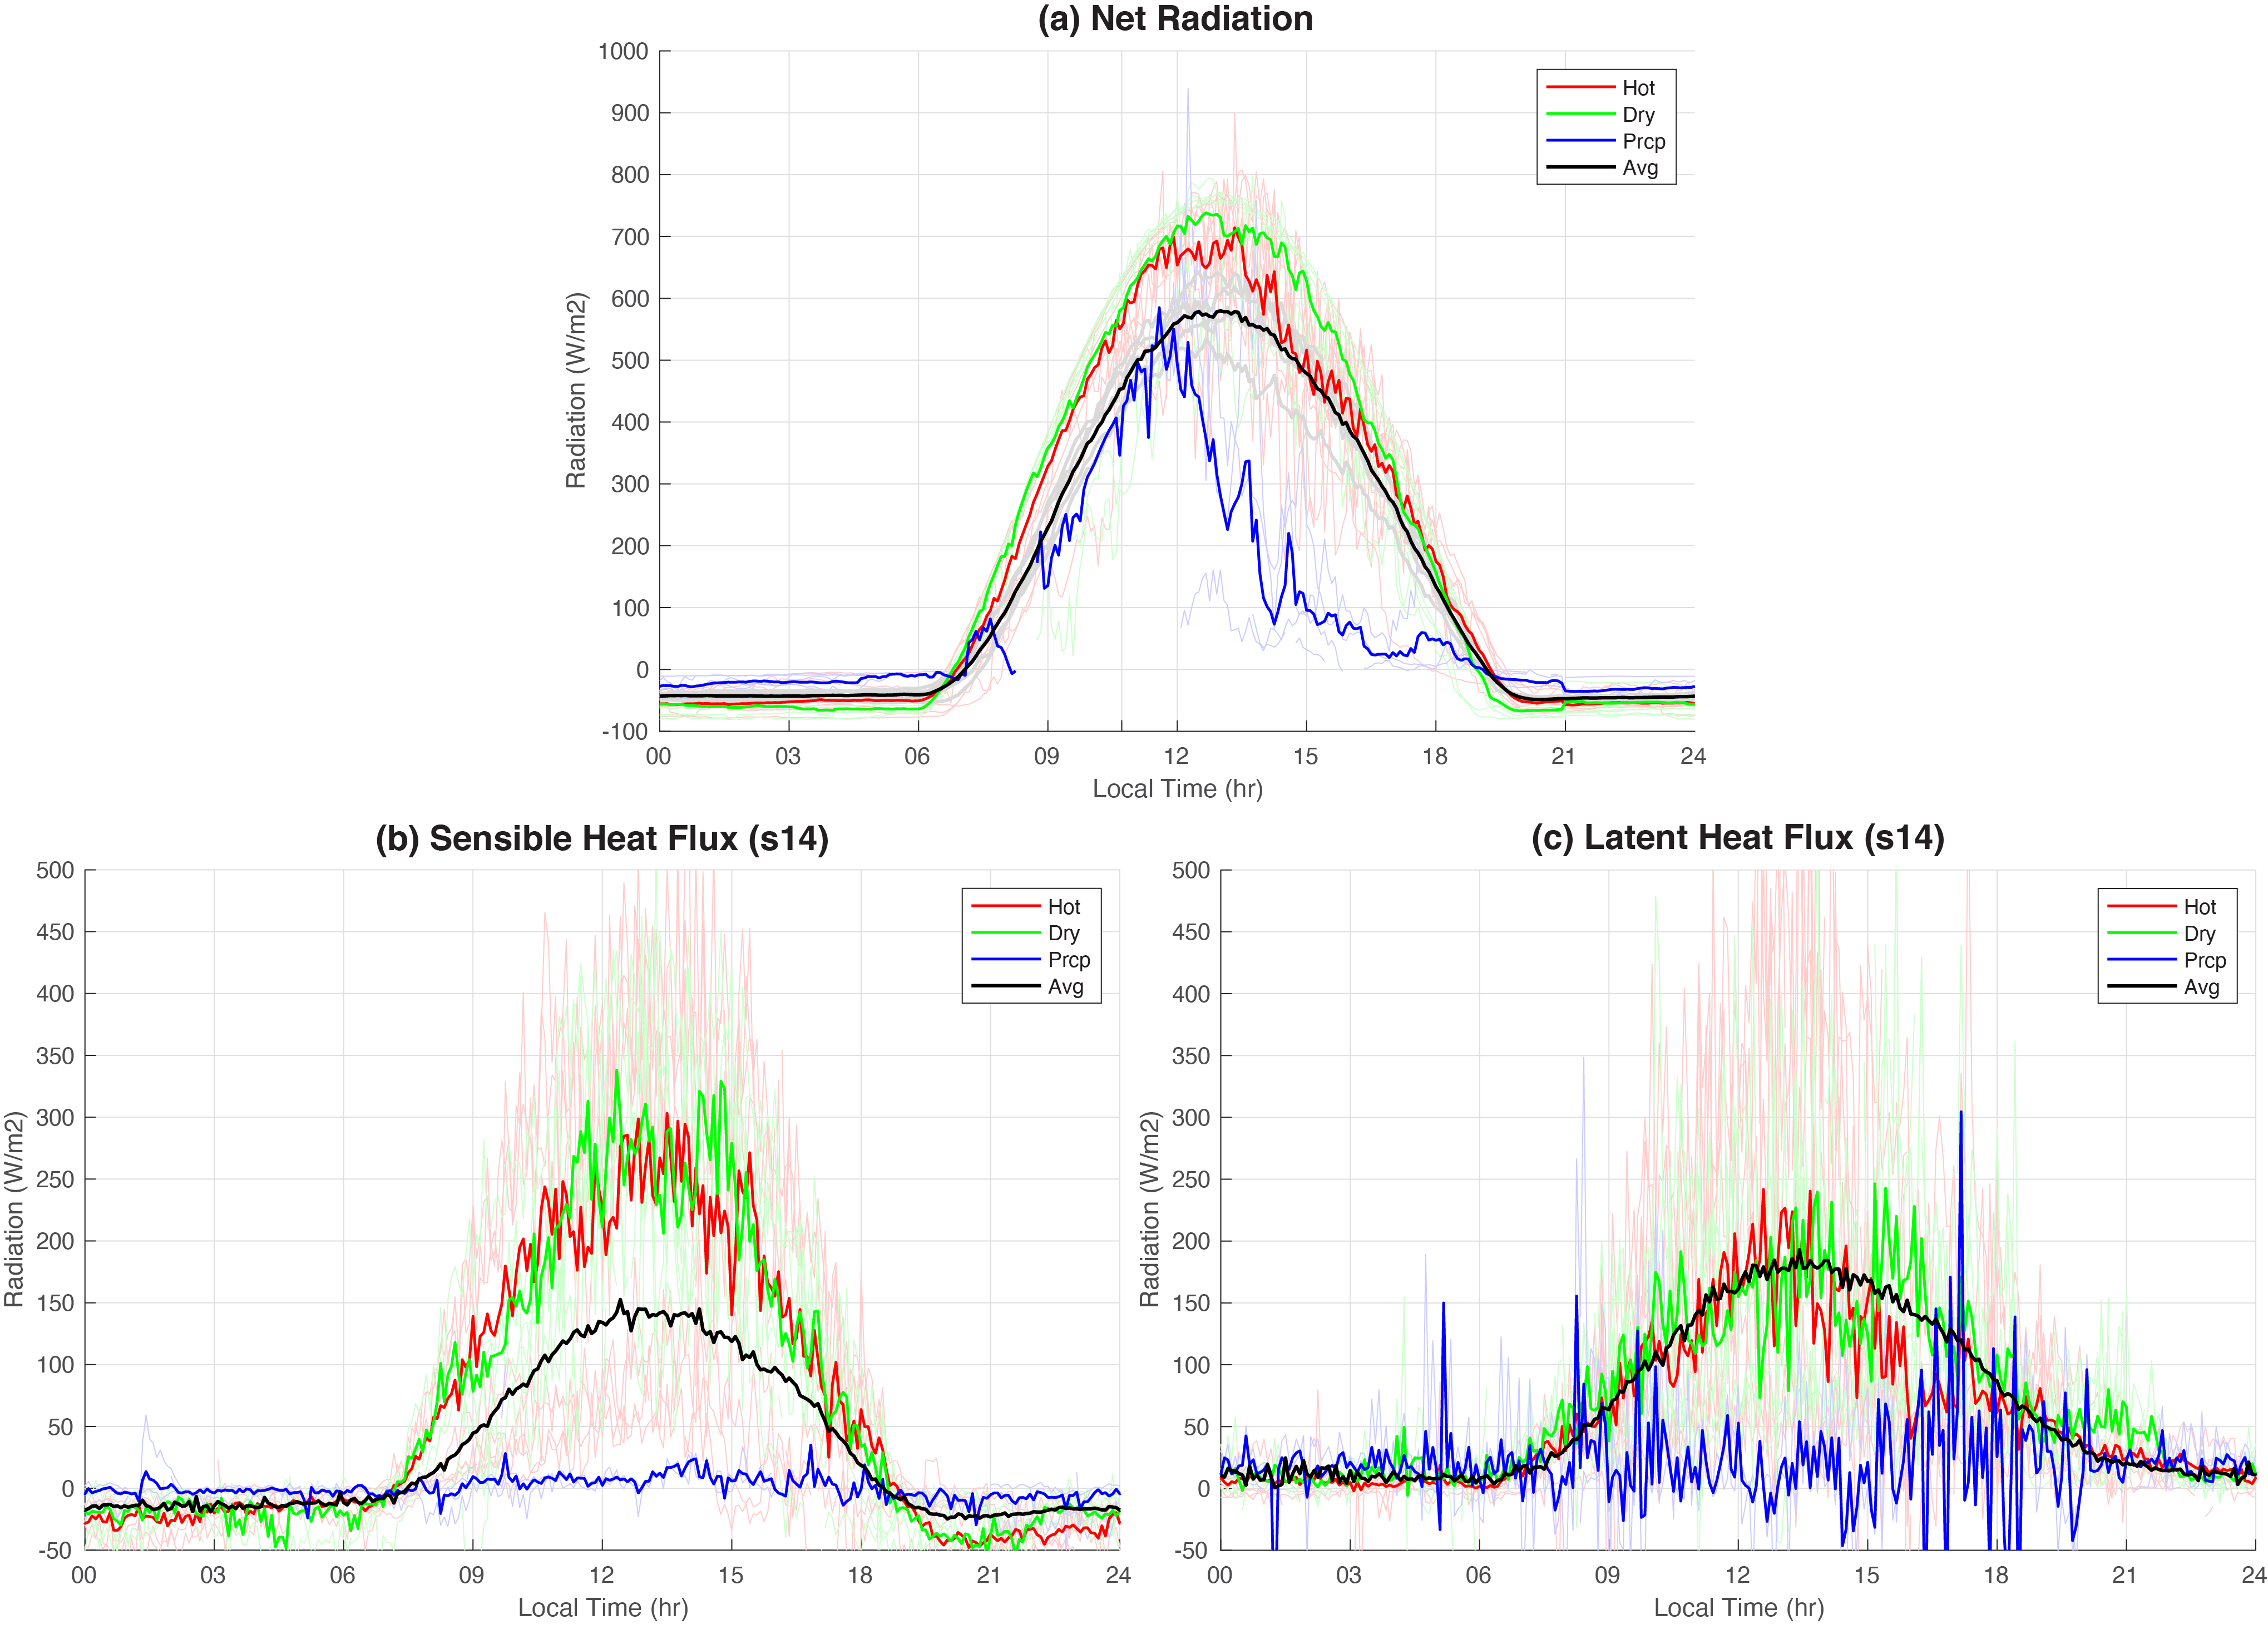 (a) Net Radiation
1000
900
800
700
600
500
400
300
200
100
0
-100
Radiation (W/m2)
Hot
Dry
Prcp
Avg
00 03 06 09 12 15 18 21 24
Local Time (hr)
(b) Sensible Heat Flux (s14)
500
450
400
350
300
250
200
150
100
50
0
-50
Radiation (W/m2)
Hot
Dry
Prcp
Avg
00 03 06 09 12 15 18 21 24
Local Time (hr)
(c) Latent Heat Flux (s14)
500
450
400
350
300
250
200
150
100
50
0
-50
Radiation (W/m2)
Hot
Dry
Prcp
Avg
00 03 06 09 12 15 18 21 24
Local Time (hr)